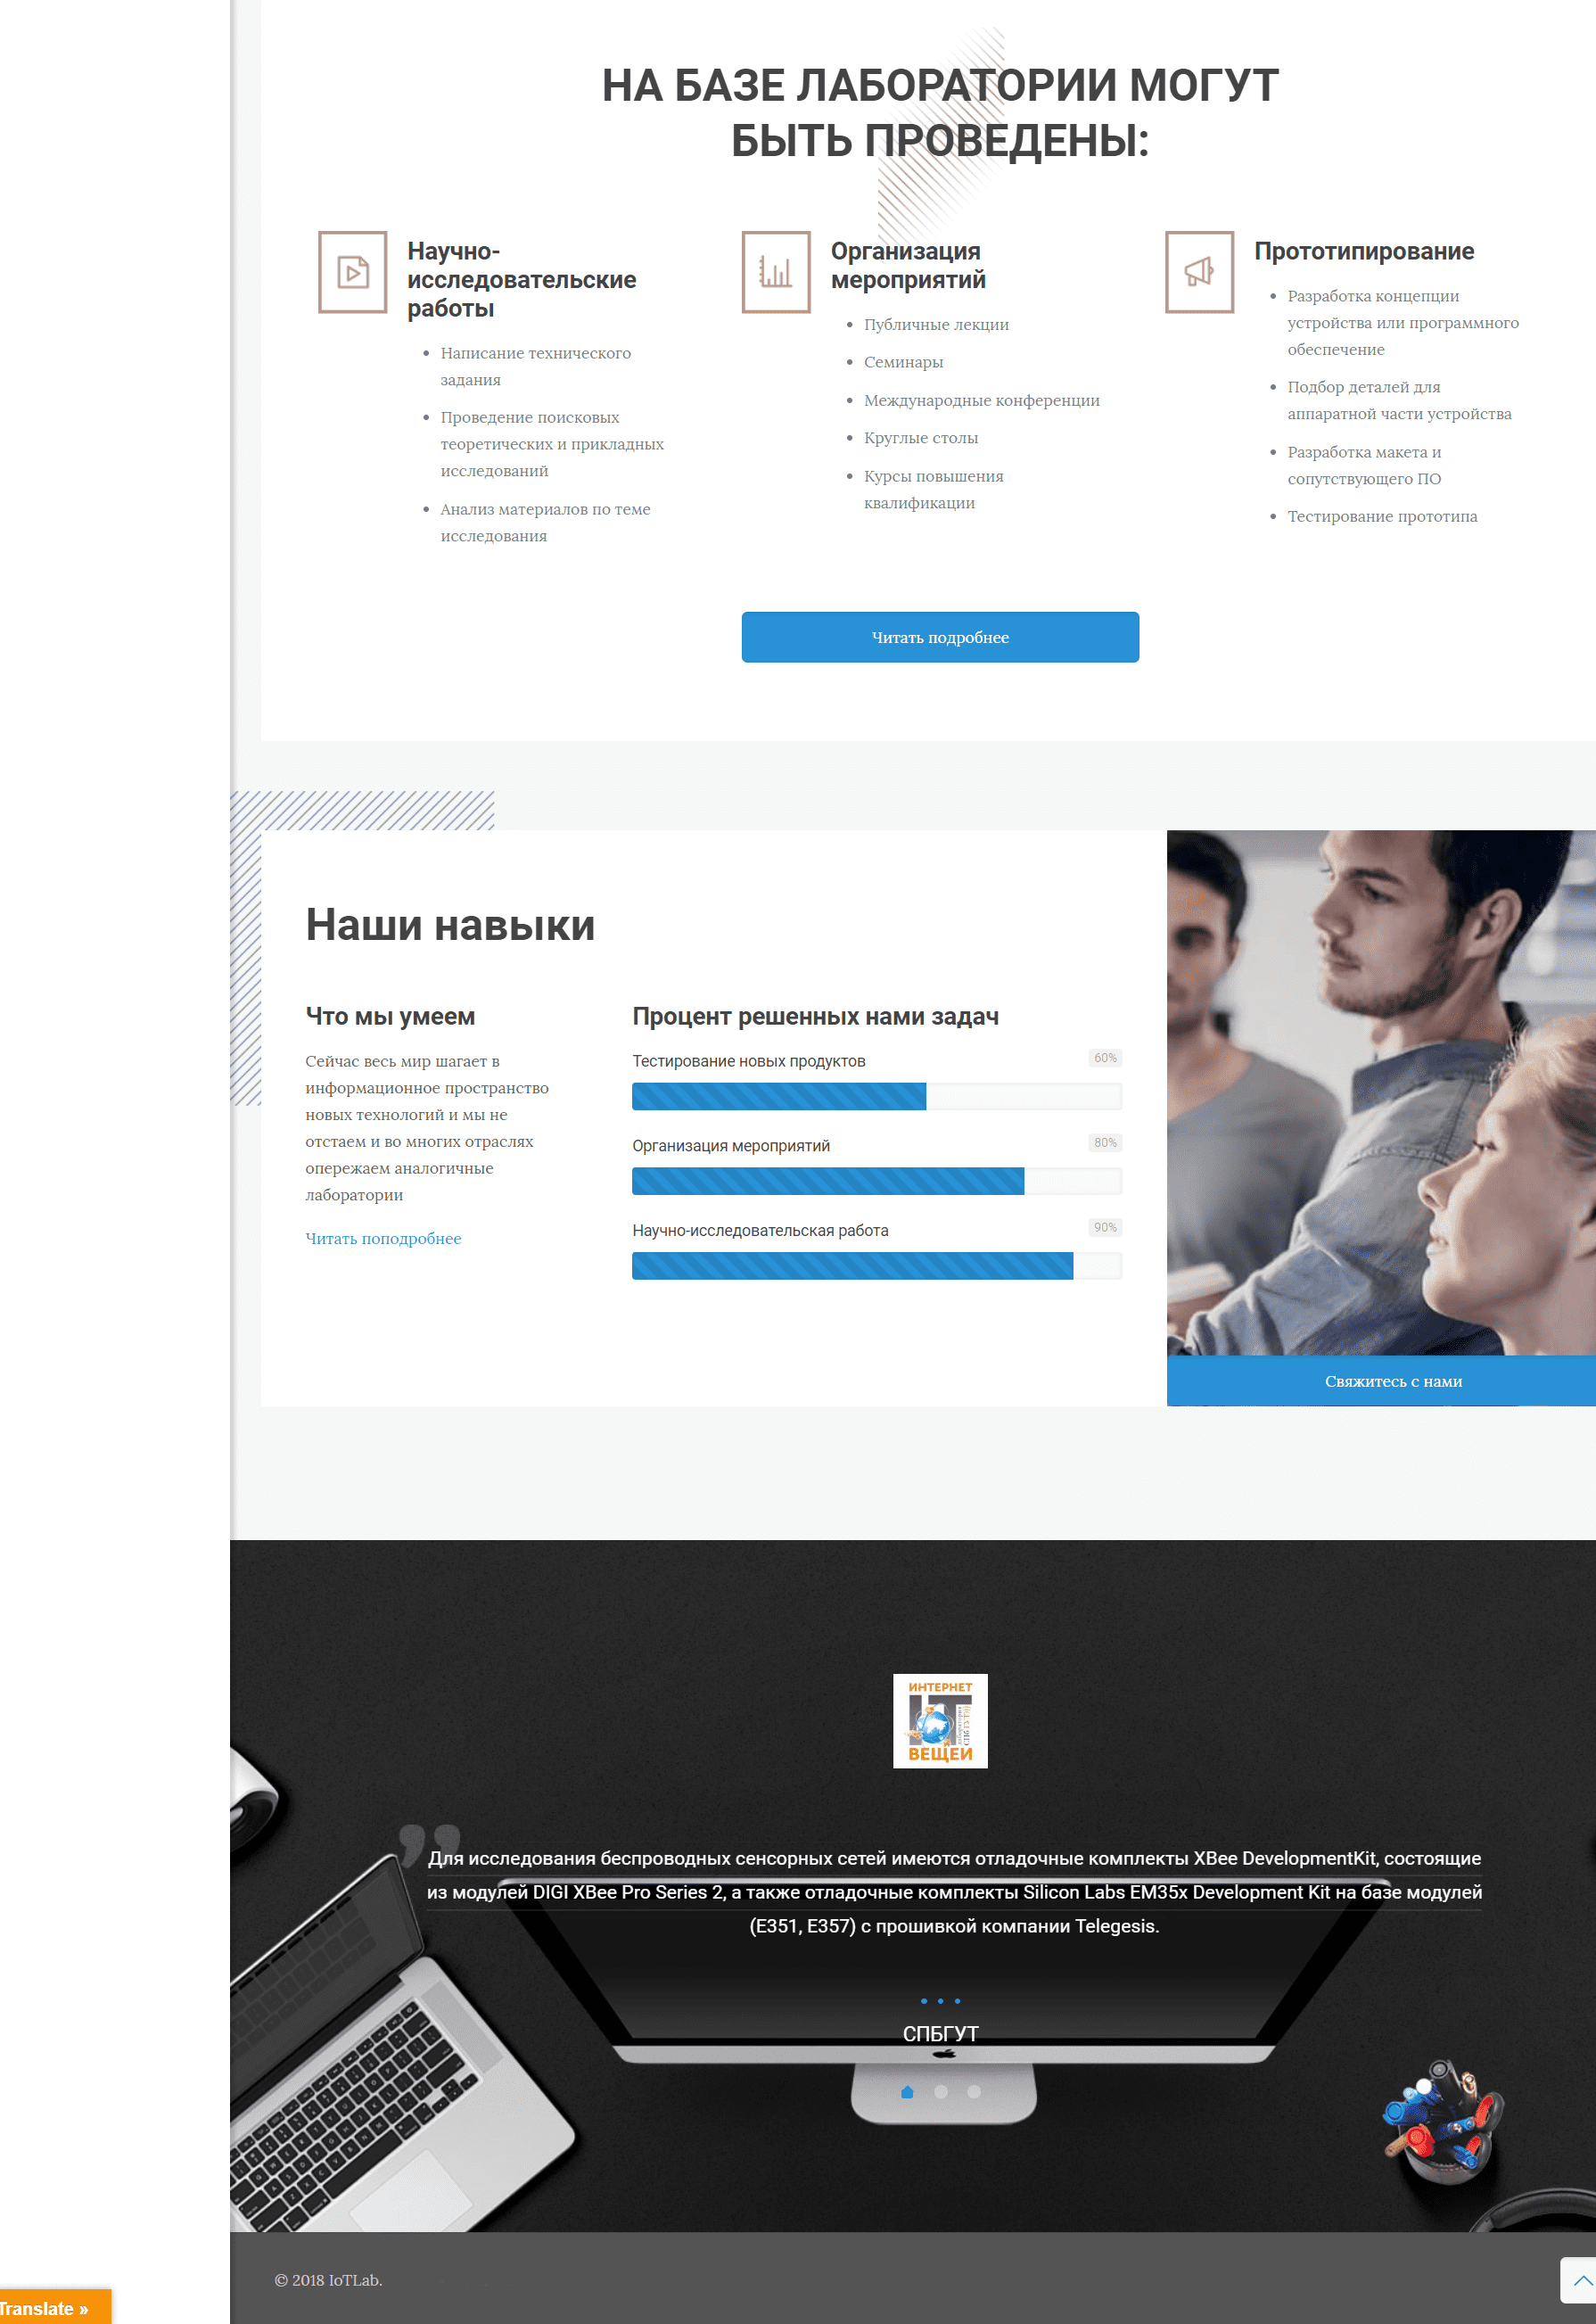 НА БАЗЕ ЛАБОРАТОРИИ МОГУТ
БЫТЬ ПРОВЕДЕНЫ:
Научно-
исследовательские
работы
Написание технического
задания
Проведение поисковых
теоретических и прикладных
исследований
Анализ материалов по теме
исследования
Организация
мероприятий
Публичные лекции
Семинары
Международные конференции
Круглые столы
Курсы повышения
квалификации
Прототипирование
Разработка концепции
устройства или программного
обеспечение
Подбор деталей для
аппаратной части устройства
Разработка макета и
сопутствующего ПО
Тестирование прототипа
Читать подробнее
Наши навыки
Что мы умеем
Сейчас весь мир шагает в
информационное пространство
новых технологий и мы не
отстаем и во многих отраслях
опережаем аналогичные
лаборатории
Читать поподробнее
Процент решенных нами задач
Тестирование новых продуктов 60%
Организация мероприятий 80%
Научно-исследовательская работа 90%
Свяжитесь с нами
ИНТЕРНЕТ
IT
лаборатория
СПб ГУТ)))
ВЕЩЕЙ
Для исследования беспроводных сенсорных сетей имеются отладочные комплекты XBee DevelopmentKit, состоящие
из модулей DIGI XBee Pro Series 2, а также отладочные комплекты Silicon Labs EM35x Development Kit на базе модулей
(E351, E357) с прошивкой компании Telegesis.
СПБГУТ
© 2018 IoTLab.
Translate »